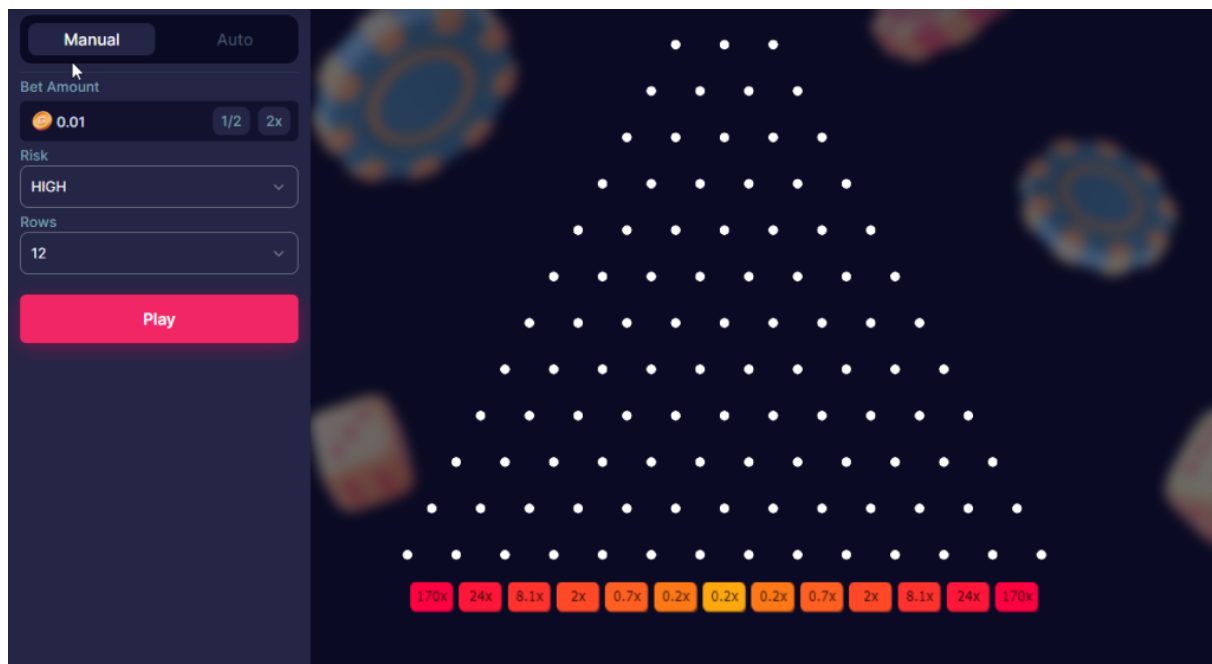 Manual Auto
Bet Amount
0.01 1/2 2x
Risk
HIGH
Rows
12
Play
170x 24x 8.1x 2x 0.7x 0.2x 0.2x 0.2x 0.7x 2x 8.1x 24x 170x